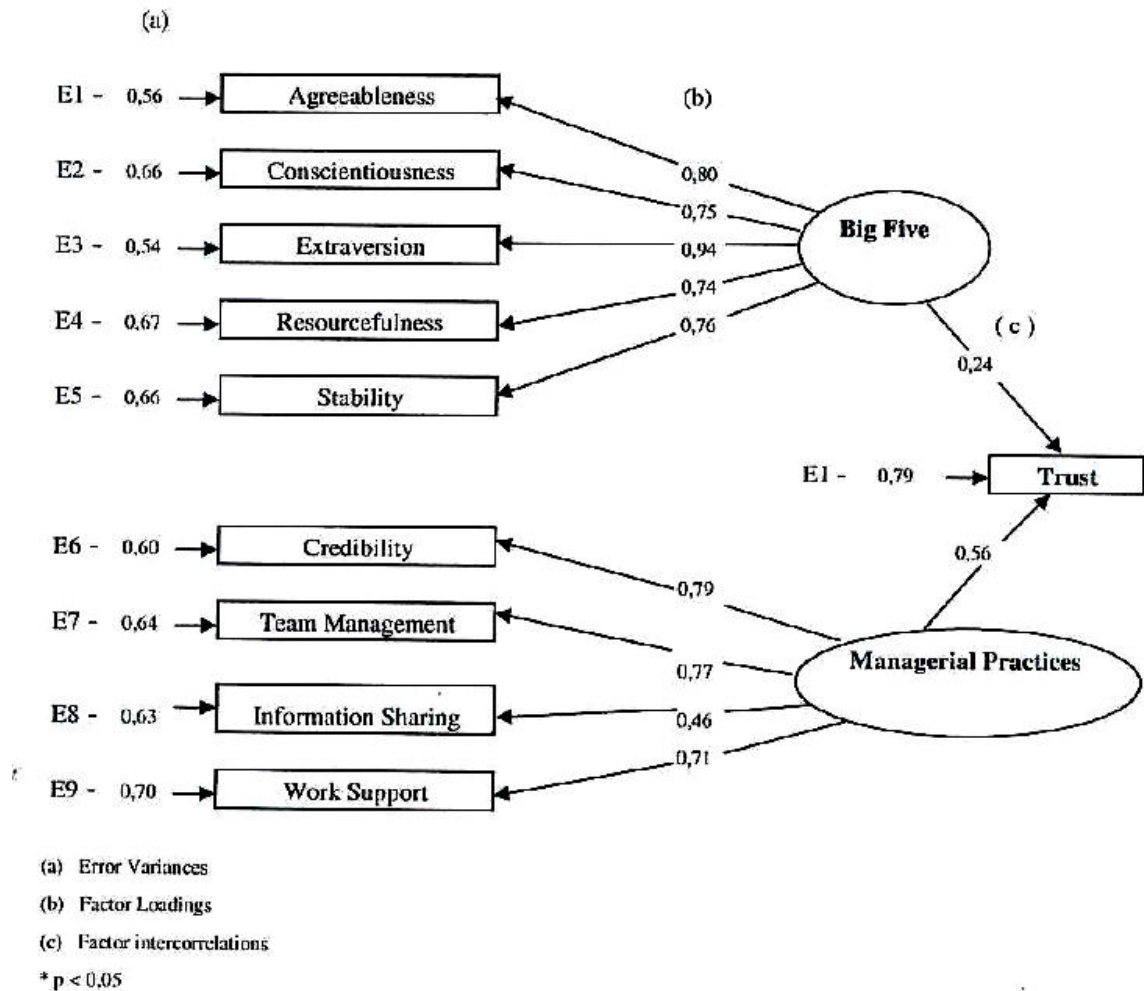 (a)
E1 - 0,56 Agreeableness
(b)
E2 - 0,66 Conscientiousness
0,80
0,75
Big Five
E3 - 0,54 Extraversion
0,94
0,74
E4 - 0,67 Resourcefulness
0,76
( c )
0,24
E5 - 0,66 Stability
E1 - 0,79 Trust
E6 - 0,60 Credibility
0,56
0,79
E7 - 0,64 Team Management
Managerial Practices
0,77
E8 - 0,63 Information Sharing
0,46
0,71
E9 - 0,70 Work Support
(a) Error Variances
(b) Factor Loadings
(c) Factor intercorrelations
* p < 0,05